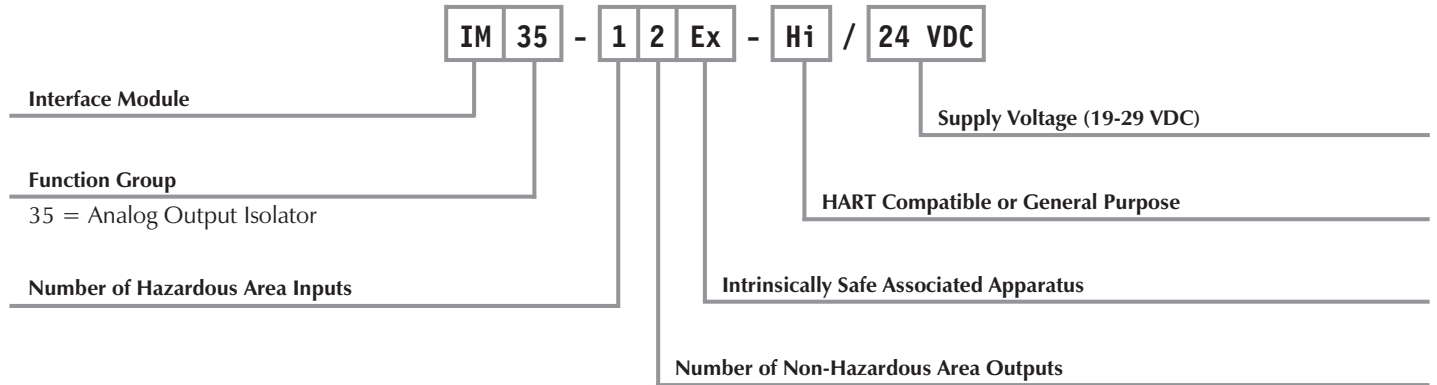 IM 35 - 1 2 Ex - Hi / 24 VDC
Interface Module
Supply Voltage (19-29 VDC)
Function Group
35 = Analog Output Isolator
HART Compatible or General Purpose
Number of Hazardous Area Inputs
Intrinsically Safe Associated Apparatus
Number of Non-Hazardous Area Outputs